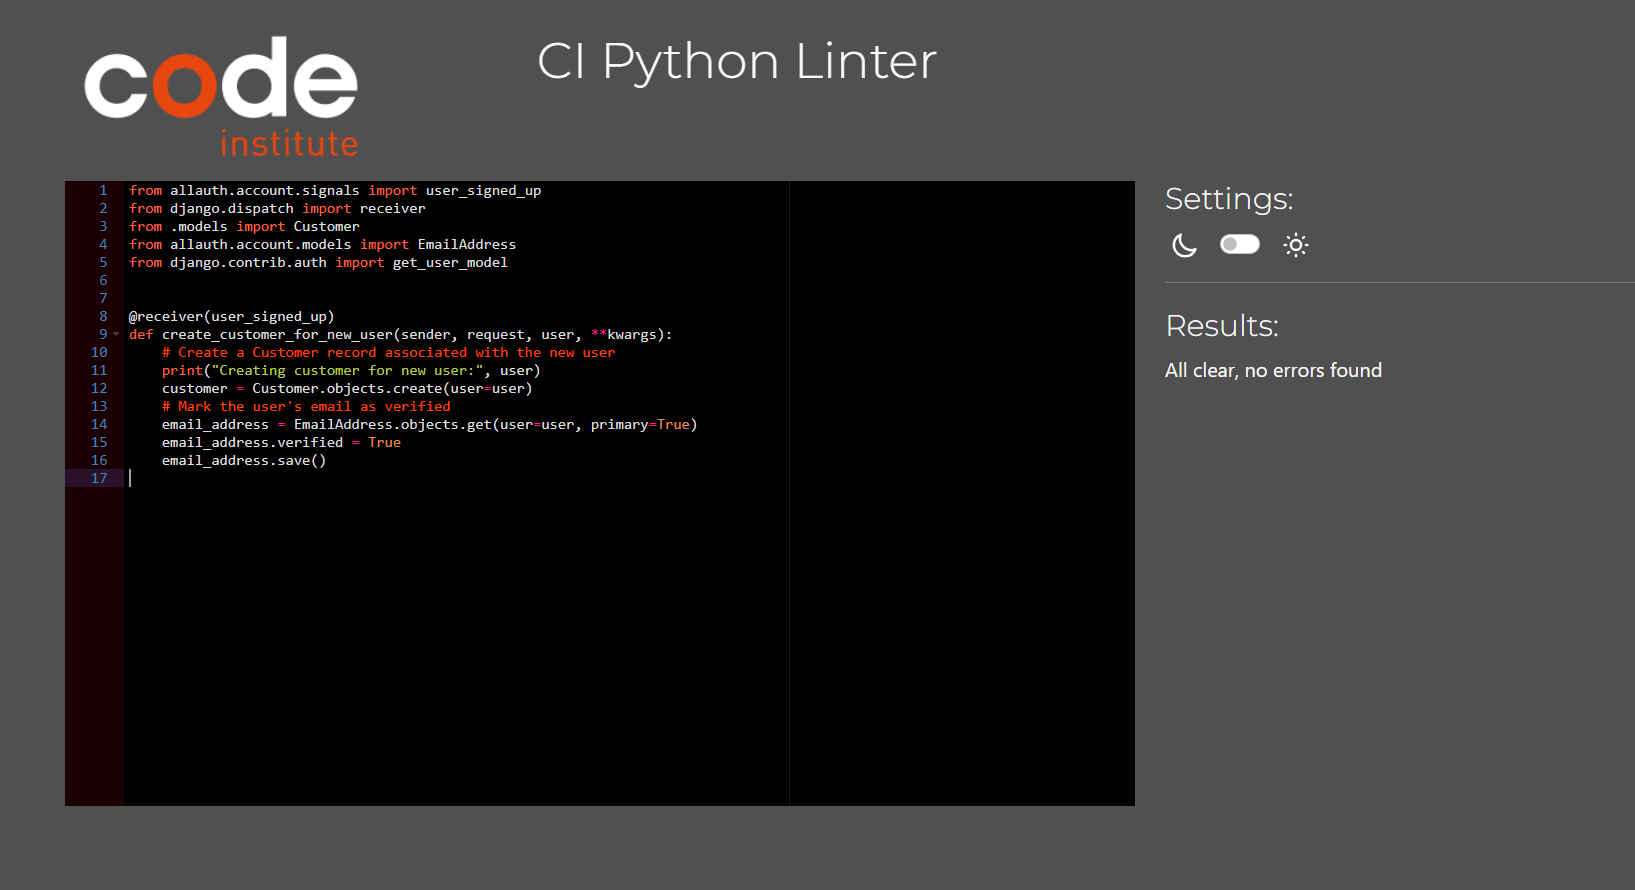 code
institute
CI Python Linter
1 from allauth.account.signals import user_signed_up
2 from django.dispatch import receiver
3 from .models import Customer
4 from allauth.account.models import EmailAddress
5 from django.contrib.auth import get_user_model
6
7
8 @receiver(user_signed_up)
9 def create_customer_for_new_user(sender, request, user, **kwargs):
10     # Create a Customer record associated with the new user
11     print("Creating customer for new user:", user)
12     customer = Customer.objects.create(user=user)
13     # Mark the user's email as verified
14     email_address = EmailAddress.objects.get(user=user, primary=True)
15     email_address.verified = True
16     email_address.save()
17
Settings:
Results:
All clear, no errors found